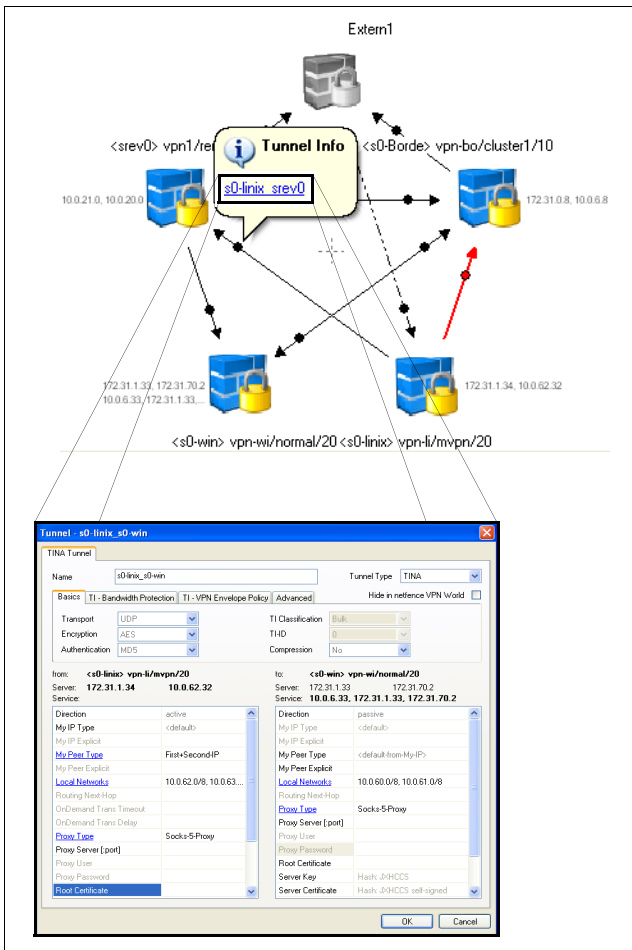 Extern1
<srev0> vpn1/re
<s0-Borde> vpn-bo/cluster1/10
Tunnel Info
s0-linix_srev0
10.0.21.0, 10.0.20.0
172.31.0.8, 10.0.6.8
172.31.1.33, 172.31.70.2
10.0.6.33, 172.31.1.33,...
172.31.1.34, 10.0.62.32
<s0-win> vpn-wi/normal/20 <s0-linix> vpn-li/mvpn/20
Tunnel - s0-linix_s0-win
TINA Tunnel
Name s0-linix_s0-win Tunnel Type TINA
Basics TI - Bandwidth Protection TI - VPN Envelope Policy Advanced Hide in netfence VPN World
Transport UDP TI Classification Bulk
Encryption AES TI-ID 0
Authentication MD5 Compression No
from: <s0-linix> vpn-li/mvpn/20 to: <s0-win> vpn-wi/normal/20
Server: 172.31.1.34 10.0.62.32 Server: 172.31.1.33 172.31.70.2
Service: Service: 10.0.6.33, 172.31.1.33, 172.31.70.2
Direction active Direction passive
My IP Type <default> My IP Type <default>
My IP Explicit My IP Explicit
My Peer Type First+Second-IP My Peer Type <default-from-My-IP>
My Peer Explicit My Peer Explicit
Local Networks 10.0.62.0/8, 10.0.63.... Local Networks 10.0.60.0/8, 10.0.61.0/8
Routing Next-Hop Routing Next-Hop
OnDemand Trans Timeout Proxy Type Socks-5-Proxy
OnDemand Trans Delay Proxy Server [:port]
Proxy Type Socks-5-Proxy Proxy User
Proxy Server [:port] Proxy Password
Proxy User Root Certificate
Proxy Password Server Key Hash: JXHCCS
Root Certificate Server Certificate Hash: JXHCCS self-signed
OK Cancel